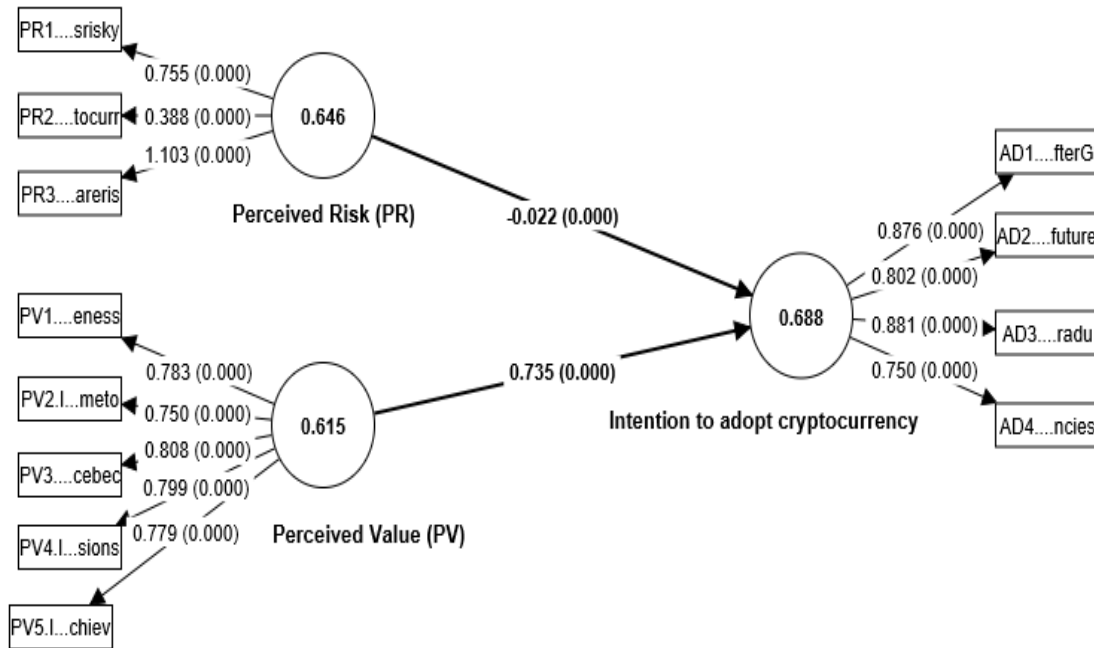 PR1....srisky
0.755 (0.000)
PR2....tocurr
0.388 (0.000)
1.103 (0.000)
PR3....areris
0.646
Perceived Risk (PR)
-0.022 (0.000)
PV1....eness
0.783 (0.000)
PV2.I...meto
0.750 (0.000)
PV3....cebec
0.808 (0.000)
0.799 (0.000)
PV4.I...sions
0.779 (0.000)
PV5.I...chiev
0.615
Perceived Value (PV)
0.735 (0.000)
0.688
Intention to adopt cryptocurrency
AD1....fterG
0.876 (0.000)
AD2....future
0.802 (0.000)
0.881 (0.000)
AD3....radu
0.750 (0.000)
AD4....ncies